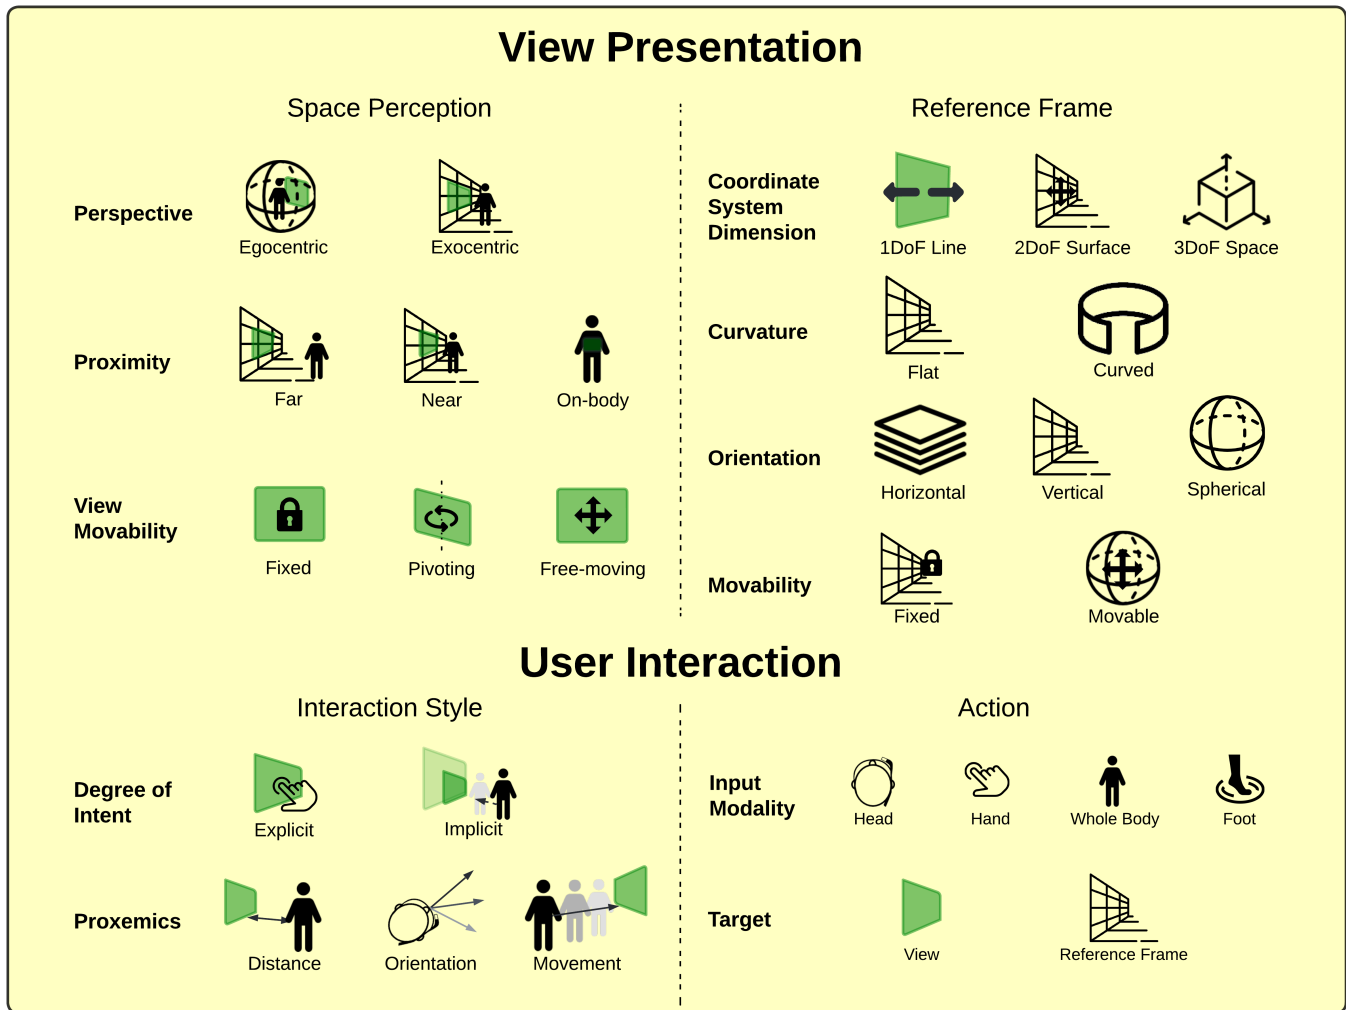 View Presentation
Space Perception
Perspective
Egocentric
Exocentric
Proximity
Far
Near
On-body
View
Movability
Fixed
Pivoting
Free-moving
Reference Frame
Coordinate
System
Dimension
1DoF Line
2DoF Surface
3DoF Space
Curvature
Flat
Curved
Orientation
Horizontal
Vertical
Spherical
Movability
Fixed
Movable
User Interaction
Interaction Style
Degree of
Intent
Explicit
Implicit
Proxemics
Distance
Orientation
Movement
Action
Input
Modality
Head
Hand
Whole Body
Foot
Target
View
Reference Frame